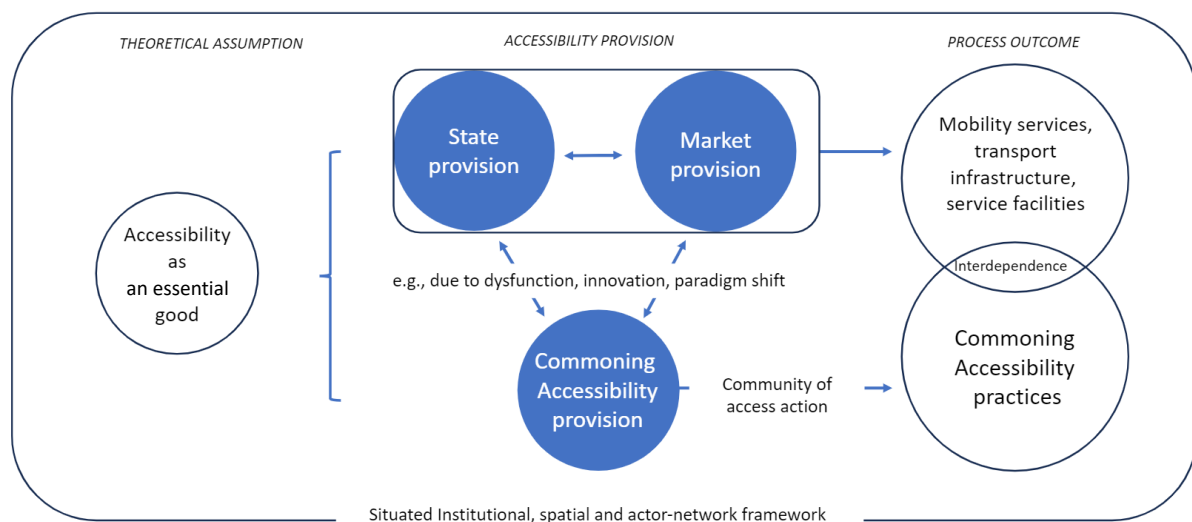 THEORETICAL ASSUMPTION
ACCESSIBILITY PROVISION
PROCESS OUTCOME
Accessibility
as
an essential
good
State
provision
Market
provision
e.g., due to dysfunction, innovation, paradigm shift
Commoning
Accessibility
provision
Community of
access action
Mobility services,
transport
infrastructure,
service facilities
Interdependence
Commoning
Accessibility
practices
Situated Institutional, spatial and actor-network framework